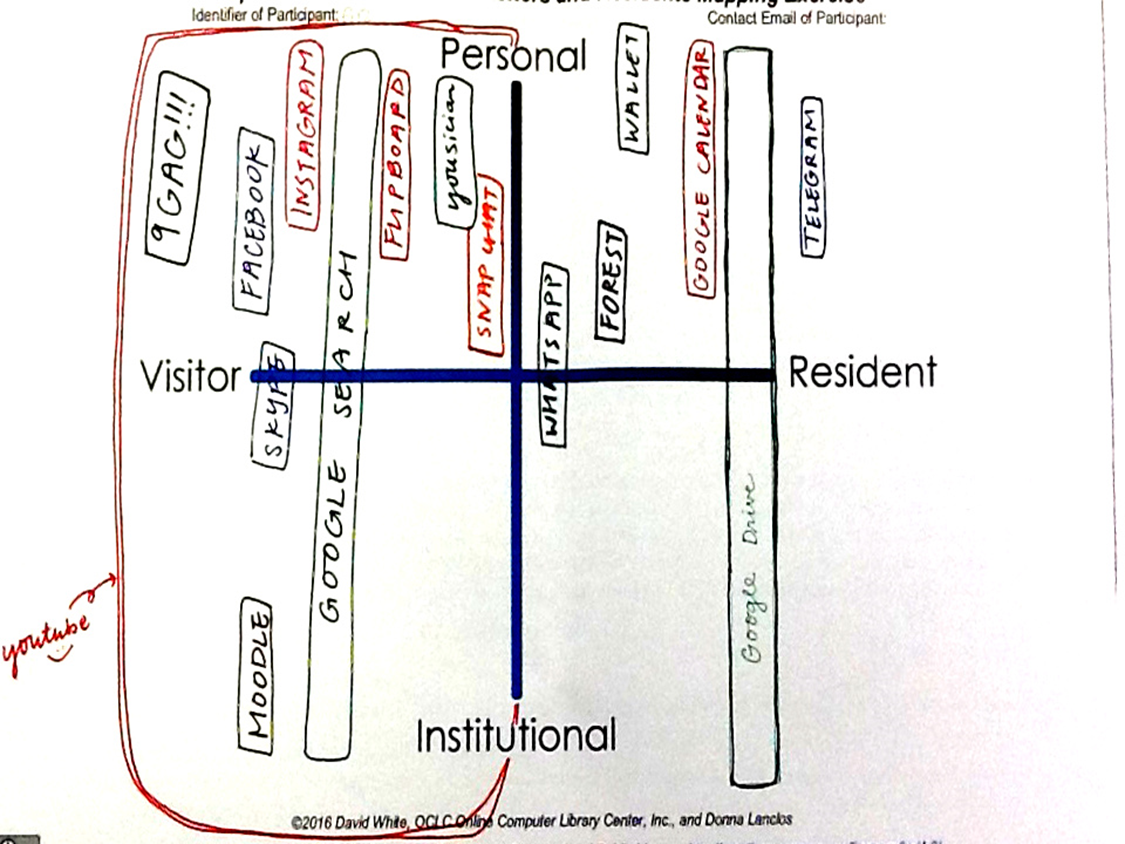 Identifier of Participant:
Mapping Exercise
Contact Email of Participant:
Personal
9GAG!!!
FACEBOOK
INSTAGRAM
GOOGLE SEARCH
FLIPBOARD
yousician
SNAPCHAT
WHATSAPP
FOREST
WALLET
GOOGLE CALENDAR
Google Drive
TELEGRAM
Visitor
Resident
SKYPE
MOODLE
youtube
Institutional
©2016 David White, OCLC Online Computer Library Center, Inc., and Donna Lanclos